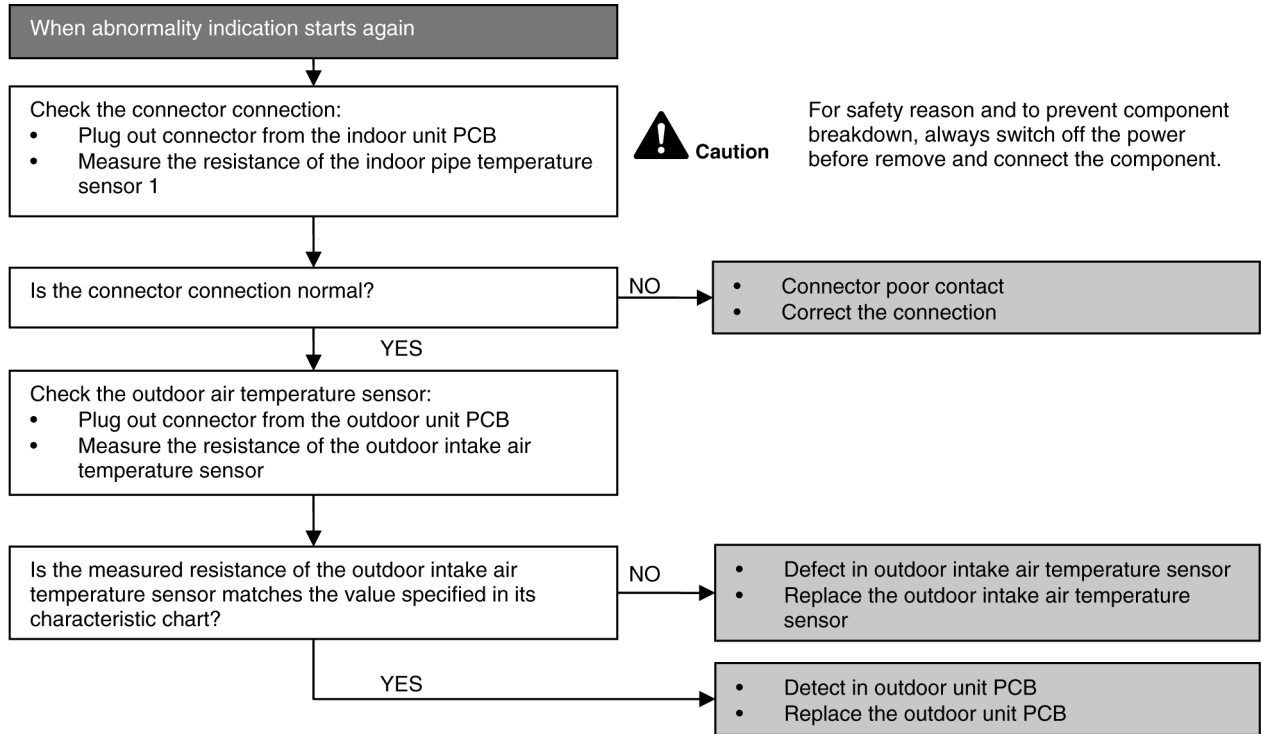 When abnormality indication starts again
Check the connector connection:
• Plug out connector from the indoor unit PCB
• Measure the resistance of the indoor pipe temperature
sensor 1
Caution
For safety reason and to prevent component
breakdown, always switch off the power
before remove and connect the component.
Is the connector connection normal?
NO
• Connector poor contact
• Correct the connection
YES
Check the outdoor air temperature sensor:
• Plug out connector from the outdoor unit PCB
• Measure the resistance of the outdoor intake air
temperature sensor
Is the measured resistance of the outdoor intake air
temperature sensor matches the value specified in its
characteristic chart?
NO
• Defect in outdoor intake air temperature sensor
• Replace the outdoor intake air temperature
sensor
YES
• Detect in outdoor unit PCB
• Replace the outdoor unit PCB